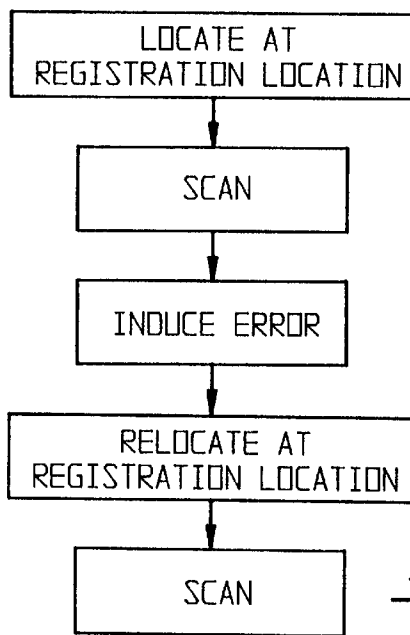 LOCATE AT
REGISTRATION LOCATION
SCAN
INDUCE ERROR
RELOCATE AT
REGISTRATION LOCATION
SCAN